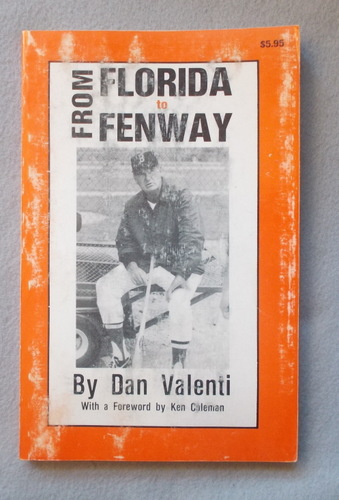 $5.95
FROM FLORIDA
to
FENWAY
By Dan Valenti
With a Foreword by Ken Coleman